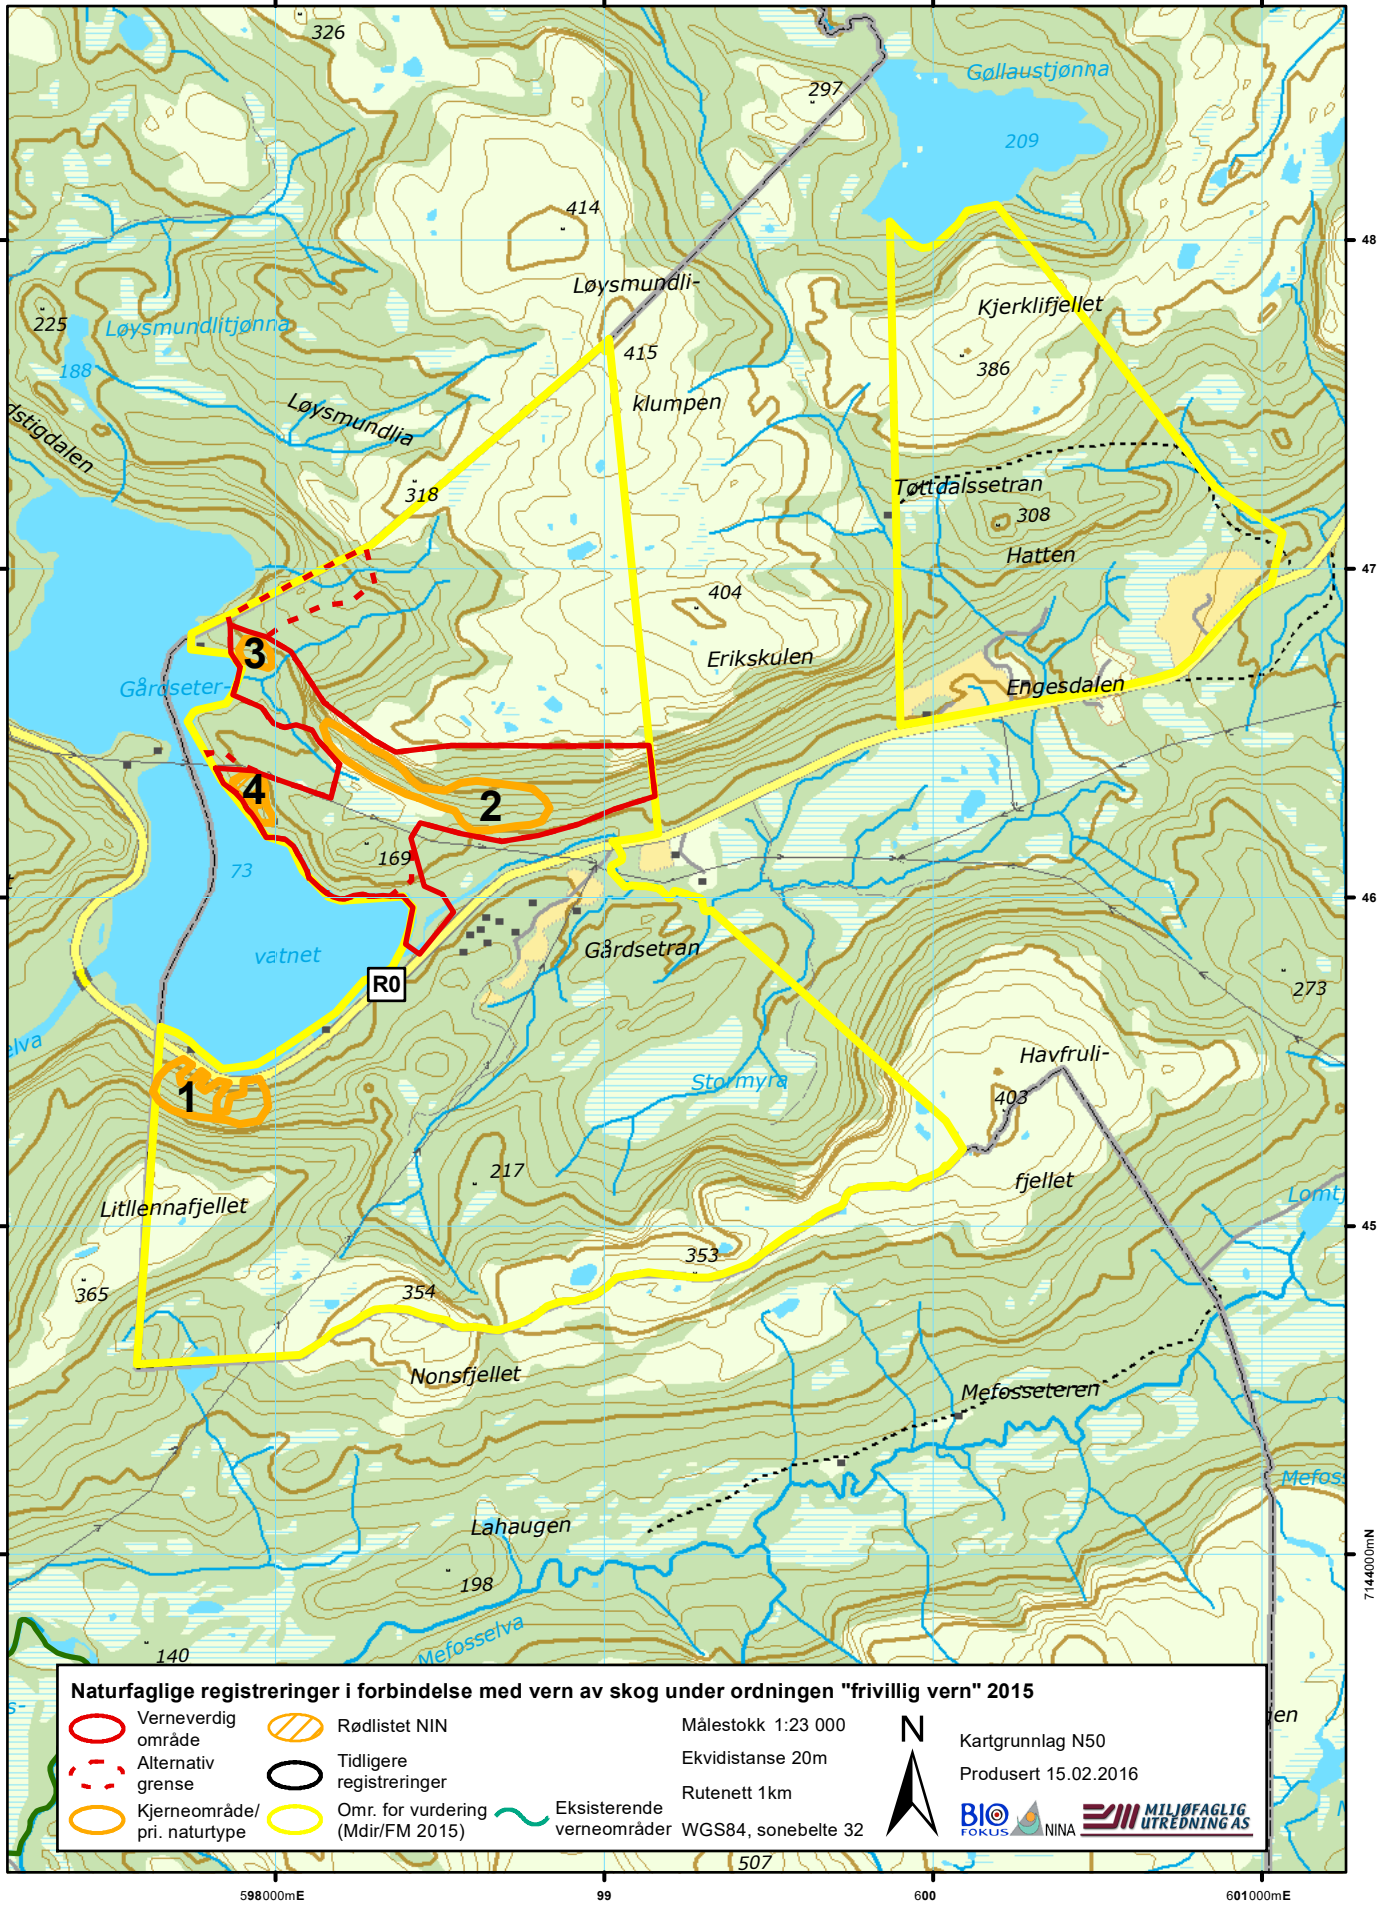 326
297
Gøllaustjønna
209
414
48
Løysmundli-
Kjerklifjellet
225
Løysmundlitjønna
415
188
386
klumpen
Løysmundlia
318
Tøttdalssetran
308
Hatten
47
404
3
Erikskulen
Gårdseter-
Engesdalen
4
2
169
73
46
vatnet
Gårdsetran
R0
273
elva
Havfruli-
Stormyra
1
403
217
fjellet
Litllennafjellet
45
353
365
354
Nonsfjellet
Mefosseteren
Lahaugen
198
7144000mN
Mefosselva
140
Naturfaglige registreringer i forbindelse med vern av skog under ordningen "frivillig vern" 2015
Verneverdig
område
Alternativ
grense
Kjerneområde/
pri. naturtype
Rødlistet NIN
Tidligere
registreringer
Omr. for vurdering
(Mdir/FM 2015)
Eksisterende
verneområder
Målestokk 1:23 000
Ekvidistanse 20m
Rutenett 1km
WGS84, sonebelte 32
N
Kartgrunnlag N50
Produsert 15.02.2016
BIO
FOKUS
NINA
MILJØFAGLIG
UTREDNING AS
507
598000mE
99
600
601000mE